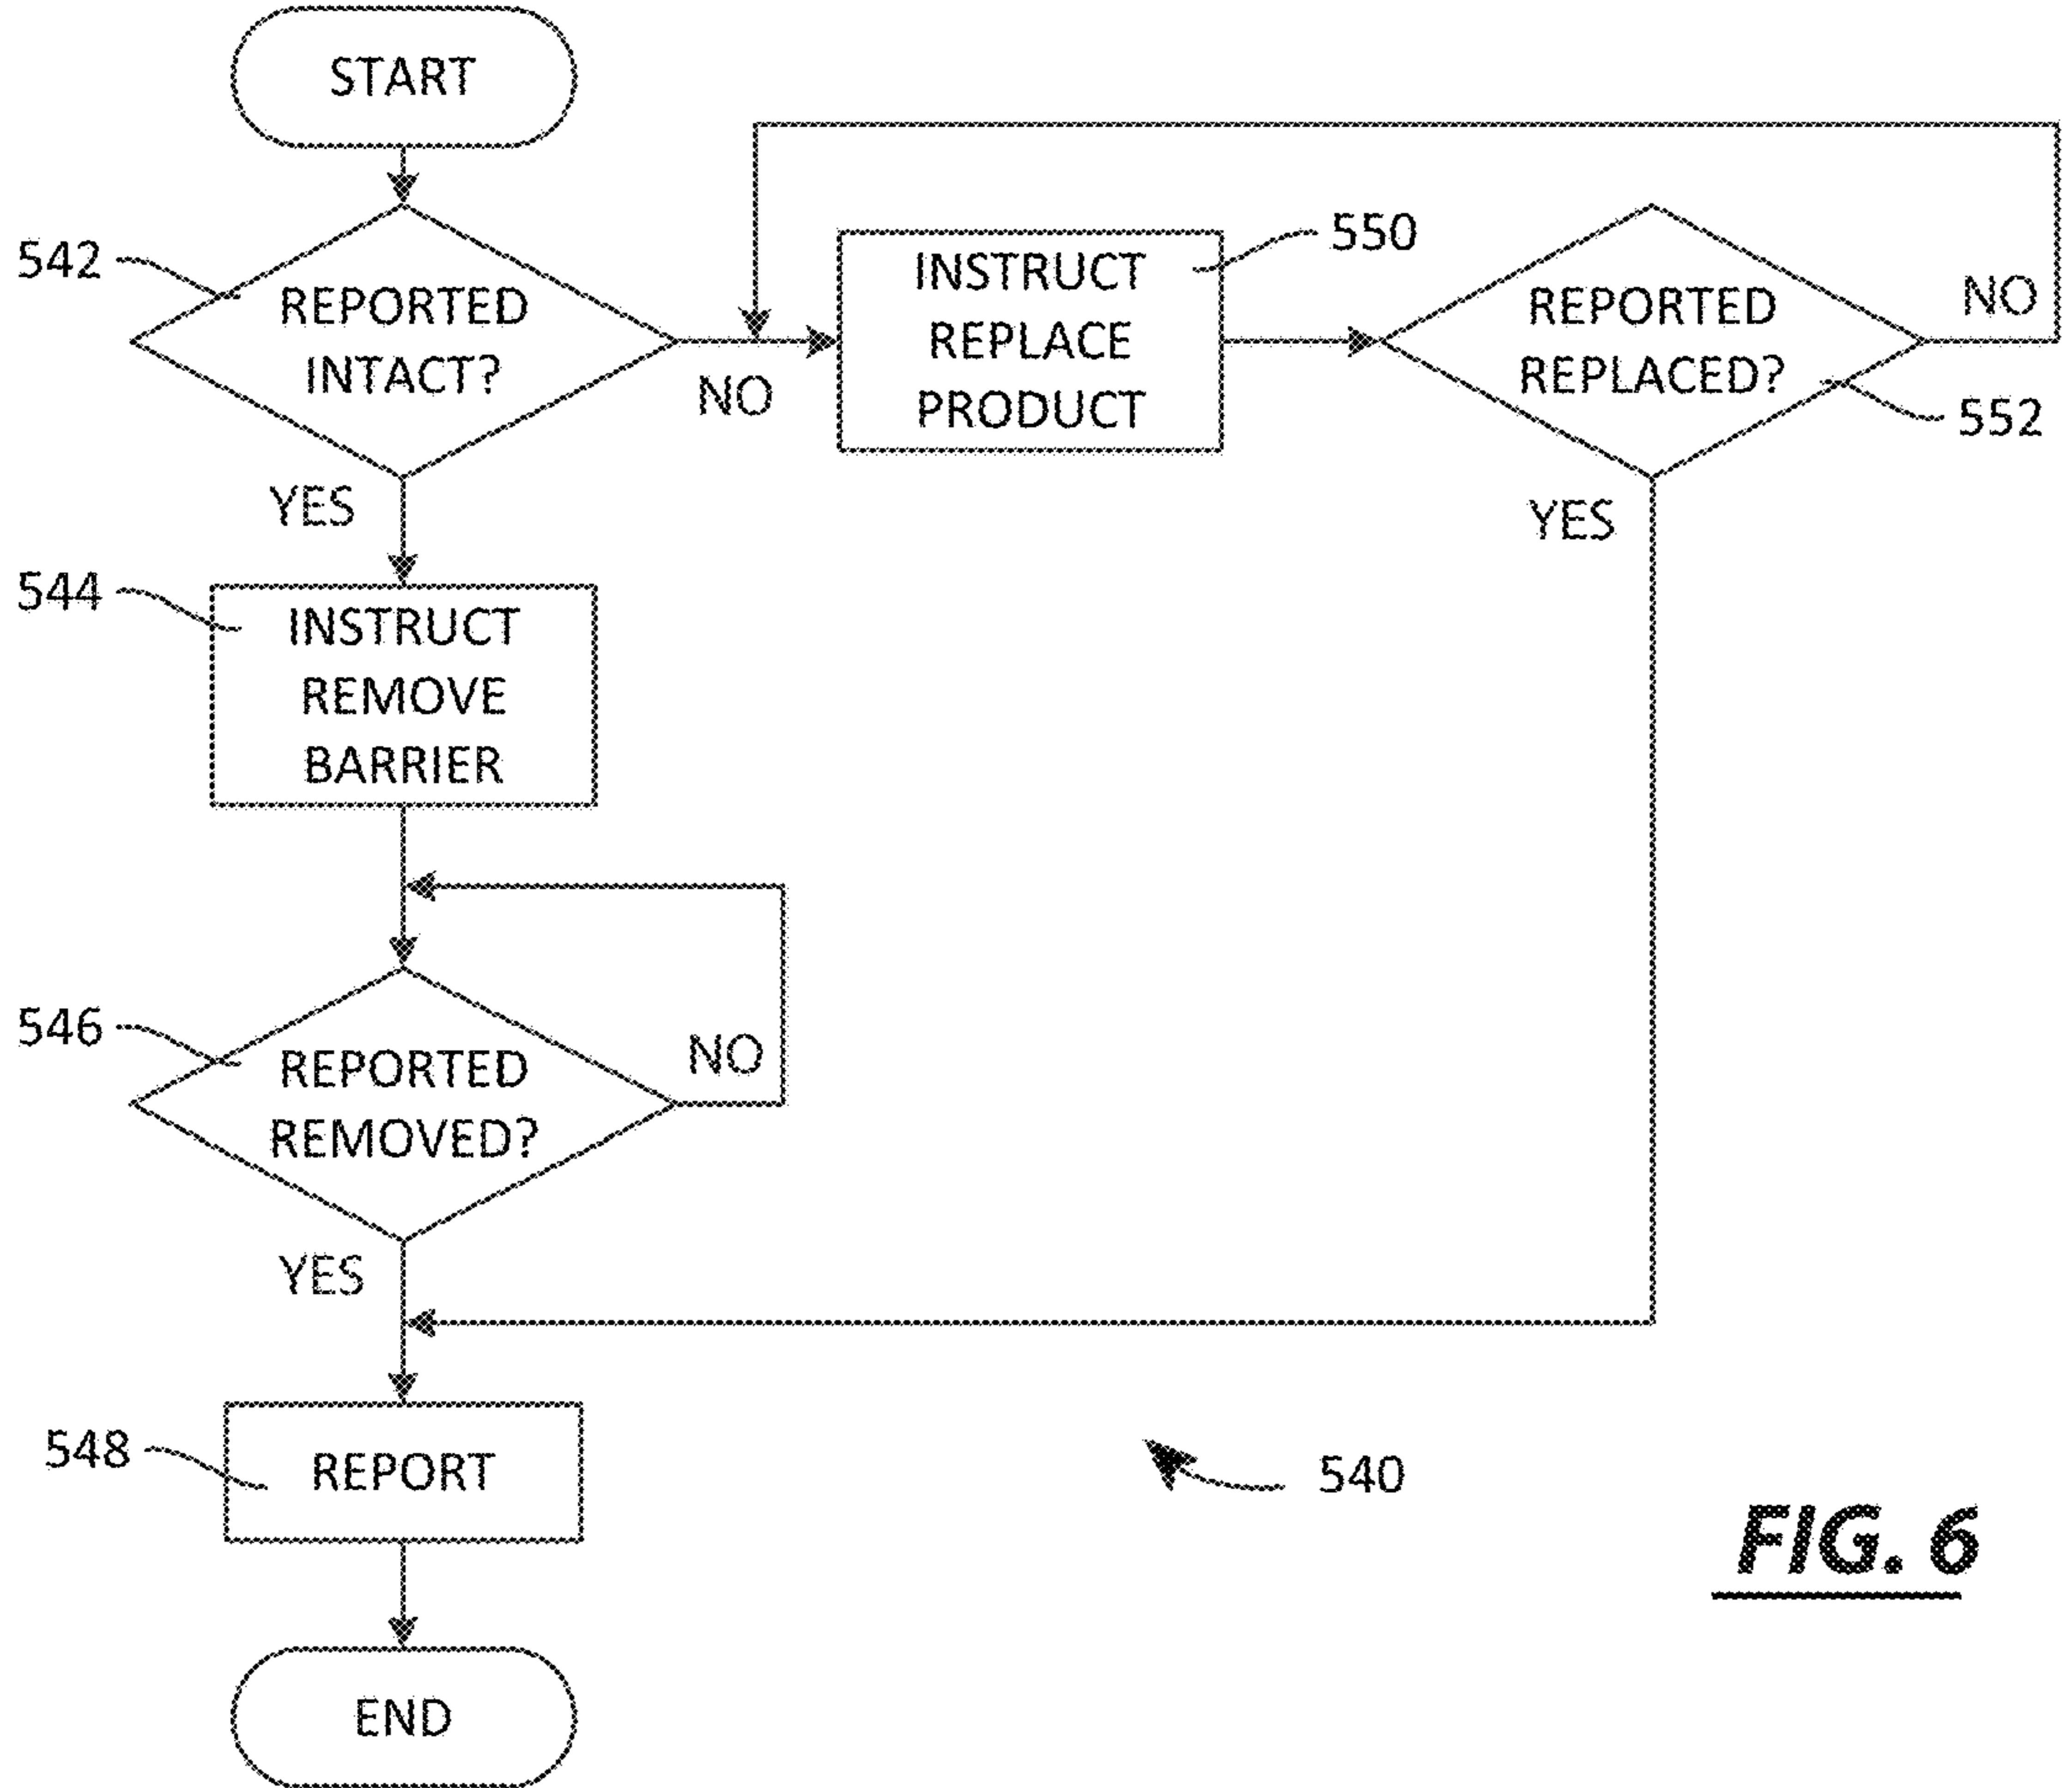 START
542
REPORTED
INTACT?
NO
YES
550
INSTRUCT
REPLACE
PRODUCT
REPORTED
REPLACED?
NO
552
YES
544
INSTRUCT
REMOVE
BARRIER
546
REPORTED
REMOVED?
NO
YES
548
REPORT
540
END
FIG. 6